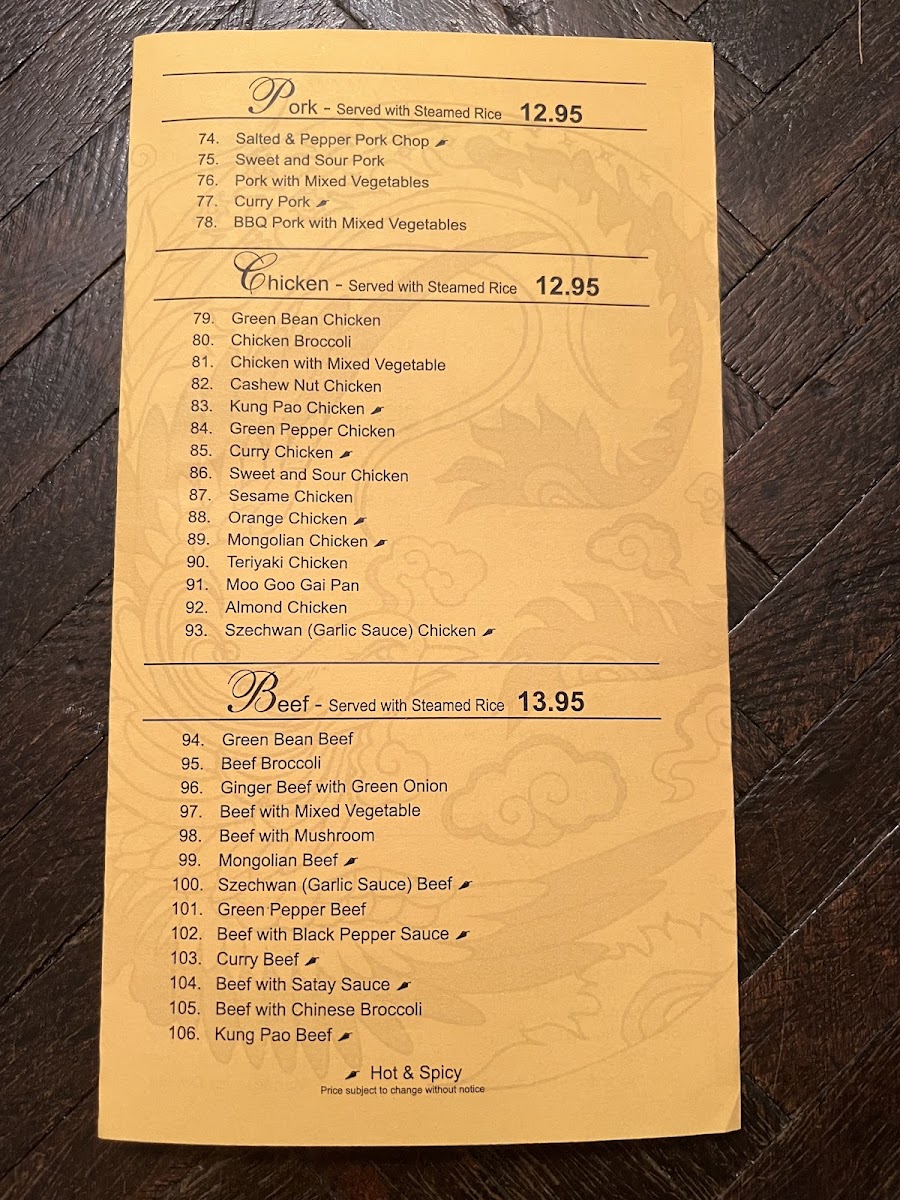 Pork - Served with Steamed Rice 12.95
74. Salted & Pepper Pork Chop
75. Sweet and Sour Pork
76. Pork with Mixed Vegetables
77. Curry Pork
78. BBQ Pork with Mixed Vegetables
Chicken - Served with Steamed Rice 12.95
79. Green Bean Chicken
80. Chicken Broccoli
81. Chicken with Mixed Vegetable
82. Cashew Nut Chicken
83. Kung Pao Chicken
84. Green Pepper Chicken
85. Curry Chicken
86. Sweet and Sour Chicken
87. Sesame Chicken
88. Orange Chicken
89. Mongolian Chicken
90. Teriyaki Chicken
91. Moo Goo Gai Pan
92. Almond Chicken
93. Szechwan (Garlic Sauce) Chicken
Beef - Served with Steamed Rice 13.95
94. Green Bean Beef
95. Beef Broccoli
96. Ginger Beef with Green Onion
97. Beef with Mixed Vegetable
98. Beef with Mushroom
99. Mongolian Beef
100. Szechwan (Garlic Sauce) Beef
101. Green Pepper Beef
102. Beef with Black Pepper Sauce
103. Curry Beef
104. Beef with Satay Sauce
105. Beef with Chinese Broccoli
106. Kung Pao Beef
Hot & Spicy
Price subject to change without notice